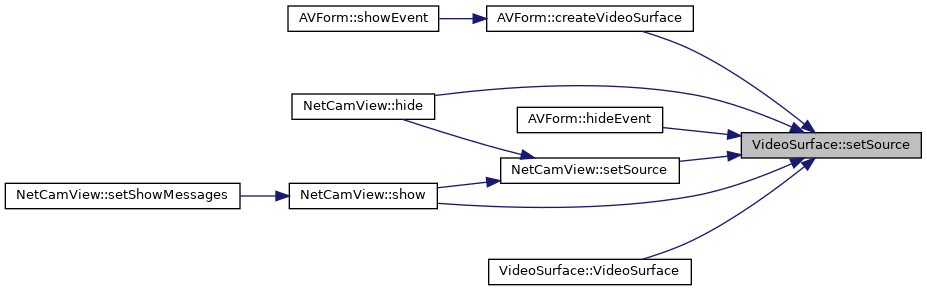 AVForm::showEvent
AVForm::createVideoSurface
NetCamView::hide
AVForm::hideEvent
VideoSurface::setSource
NetCamView::setSource
NetCamView::setShowMessages
NetCamView::show
VideoSurface::VideoSurface